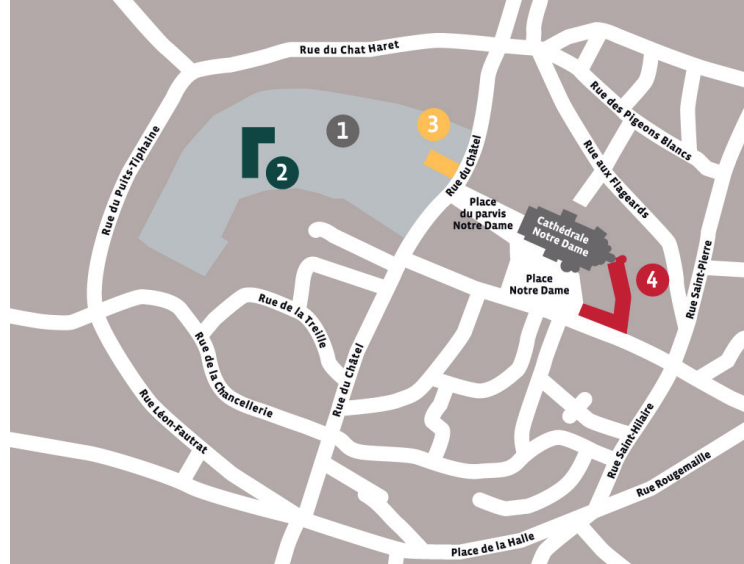 Rue du Chat Haret
Rue des Pigeons Blancs
1
3
2
Rue du Puits-Tiphaine
Rue du Châtel
Rue aux Flageards
Place
du parvis
Notre Dame
Cathédrale
Notre Dame
Place
Notre Dame
4
Rue Saint-Pierre
Rue de la Treille
Rue de la Chancellerie
Rue du Châtel
Rue Léon-Fautrat
Rue Saint-Hilaire
Rue Rougemaille
Place de la Halle